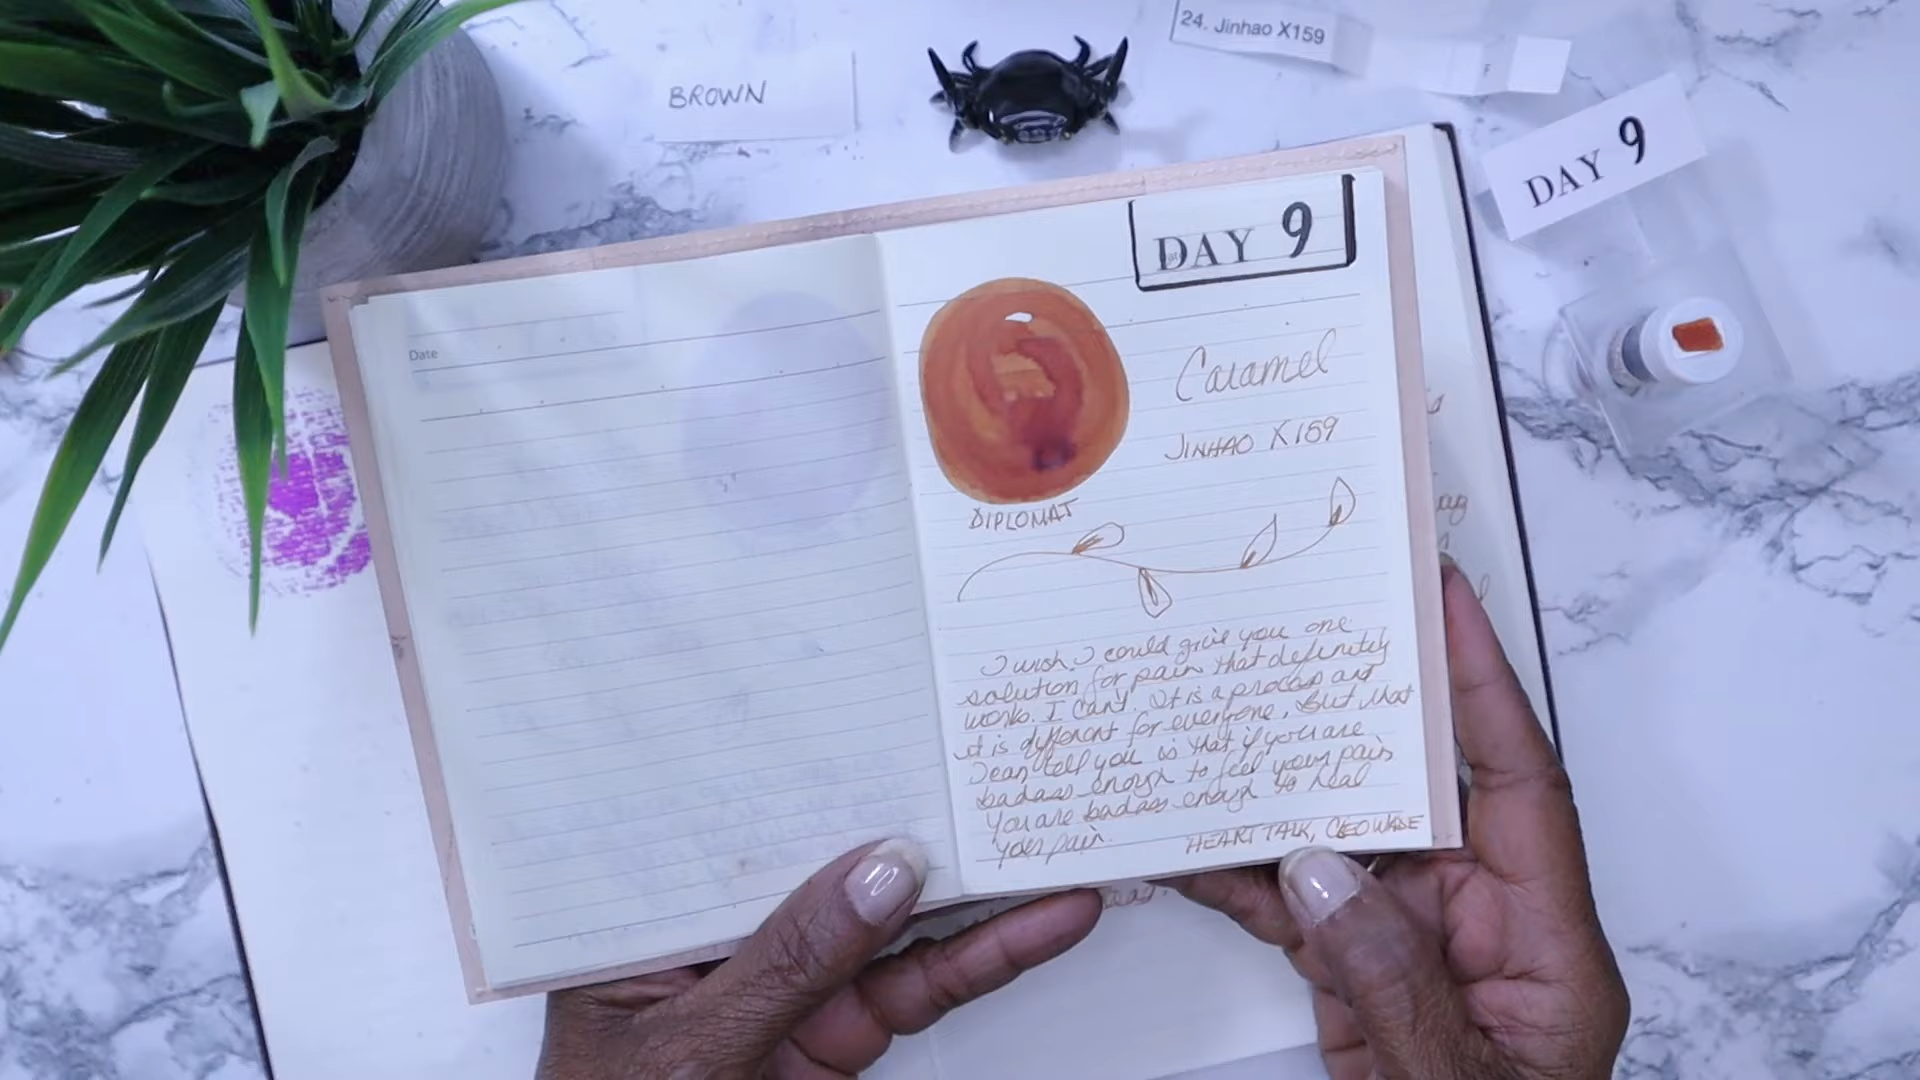 24. Jinhao X159
BROWN
DAY 9
DAY 9
Date
Caramel
JINHAO X159
DIPLOMAT
I wish I could give you one
solution for pain that definitely
works. I can't. It is a process and
it is different for everyone. But what
I can tell you is that if you are
badass enough to feel your pain
You are badass enough to heal
your pain.
HEART TALK, CLEO WADE